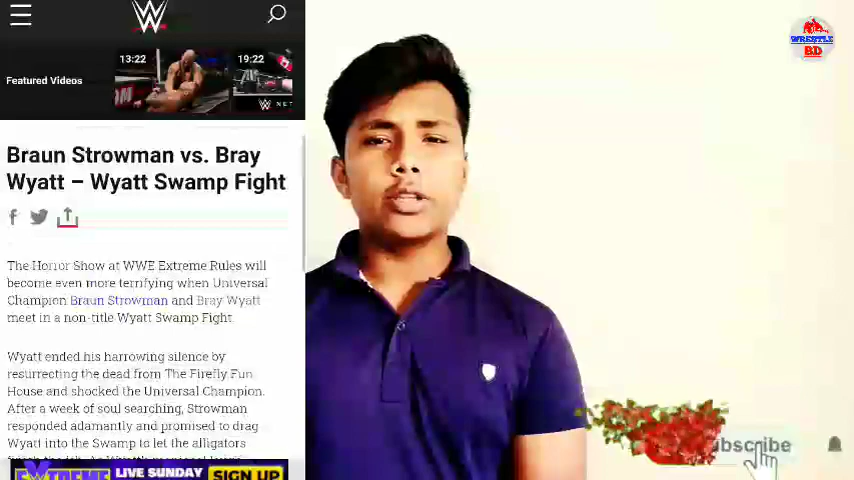 13:22
19:22
Featured Videos
Braun Strowman vs. Bray
Wyatt – Wyatt Swamp Fight
The Horror Show at WWE Extreme Rules will
become even more terrifying when Universal
Champion Braun Strowman and Bray Wyatt
meet in a non-title Wyatt Swamp Fight.
Wyatt ended his harrowing silence by
resurrecting the dead from The Firefly Fun
House and shocked the Universal Champion.
After a week of soul searching, Strowman
responded adamantly and promised to drag
Wyatt into the Swamp to let the alligators
EXTREME
LIVE SUNDAY
SIGN UP
WRESTLE
BD